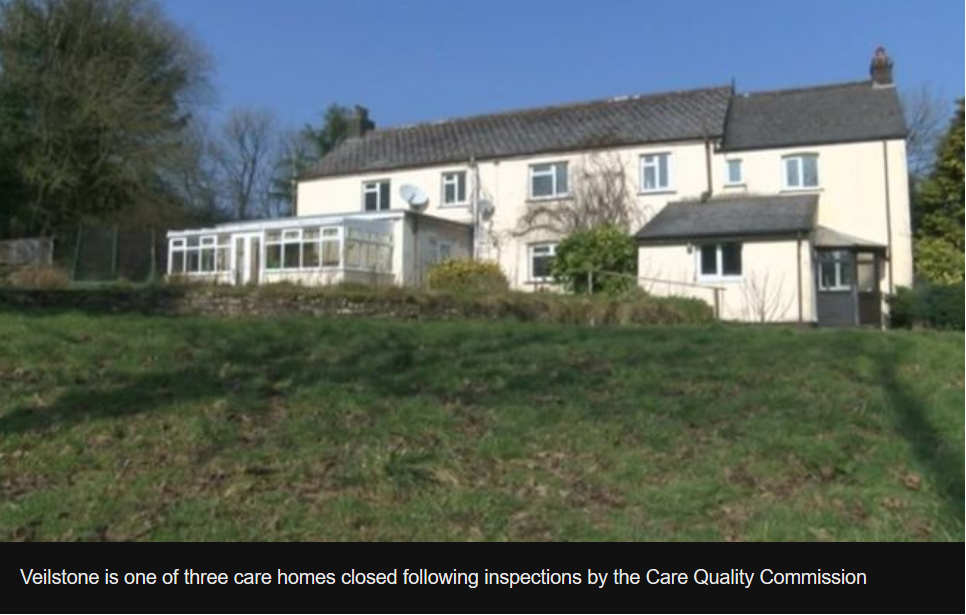 Veilstone is one of three care homes closed following inspections by the Care Quality Commission